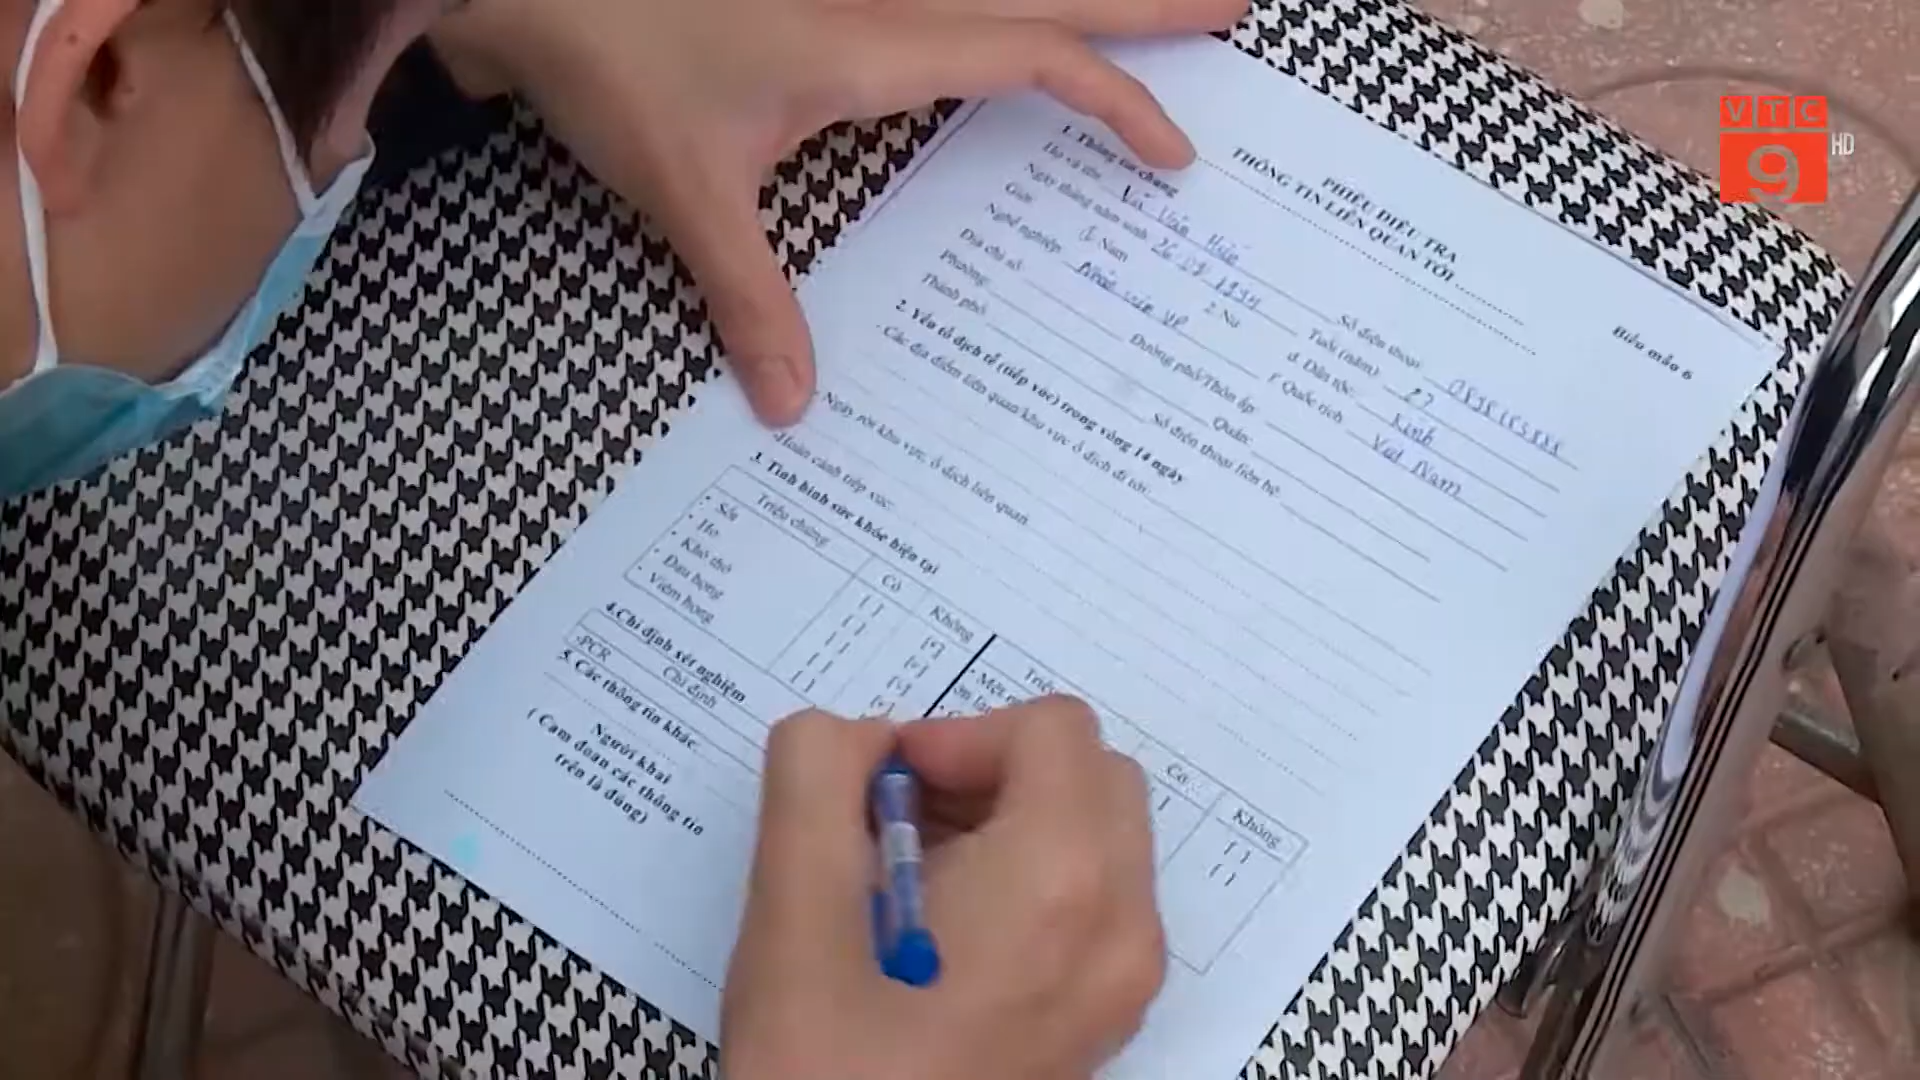 VTC
9
HD
Biểu mẫu 6
PHIẾU ĐIỀU TRA
THÔNG TIN LIÊN QUAN TỚI
1. Thông tin chung
Họ và tên Vũ Văn Số điện thoại:
Ngày tháng năm sinh 26 09 1994 Tuổi (năm) 27
Giới 1. Nam 2. Nữ d. Dân tộc: Kinh
Nghề nghiệp: VP Quốc tịch Việt Nam
Địa chỉ số: Đường phố/Thôn ấp
Phường: Quận:
Thành phố: Số điện thoại liên hệ
2. Yếu tố dịch tễ (tiếp xúc) trong vòng 14 ngày
- Các địa điểm liên quan khu vực ổ dịch đi tới:
- Ngày rời khu vực, ổ dịch liên quan
-Hoàn cảnh tiếp xúc:
3. Tình hình sức khỏe hiện tại
Triệu chứng Có Không
- Sốt [ ]
- Ho [ ]
- Khó thở [ ]
- Đau họng [ ]
- Viêm họng [ ]
Có Không
[ ]
[ ]
4.Chỉ định xét nghiệm
-PCR Chỉ định
5. Các thông tin khác
Người khai
( Cam đoan các thông tin
trên là đúng)